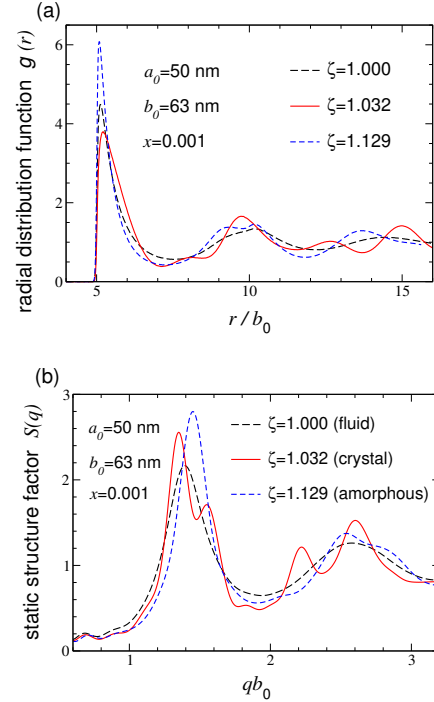 (a)
radial distribution function g (r)
6
4
2
0
a0=50 nm
b0=63 nm
x=0.001
ζ=1.000
ζ=1.032
ζ=1.129
5
10
15
r / b0
(b)
static structure factor S(q)
3
2
1
0
a0=50 nm
b0=63 nm
x=0.001
ζ=1.000 (fluid)
ζ=1.032 (crystal)
ζ=1.129 (amorphous)
1
2
3
qb0